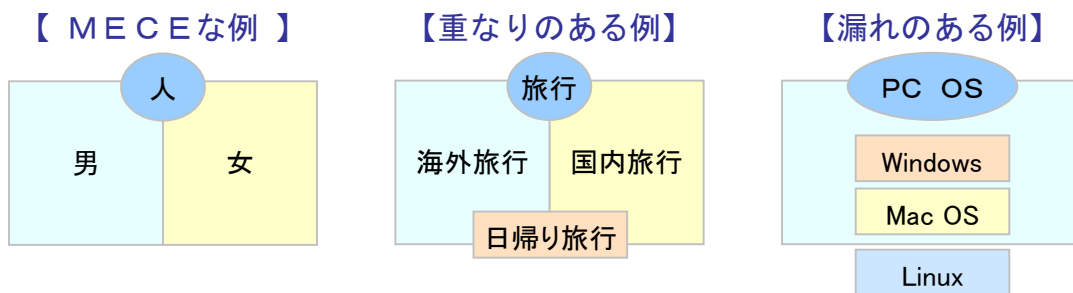 【 ＭＥＣＥな例 】
人
男
女
【重なりのある例】
旅行
海外旅行
国内旅行
日帰り旅行
【漏れのある例】
ＰＣ　ＯＳ
Windows
Mac OS
Linux